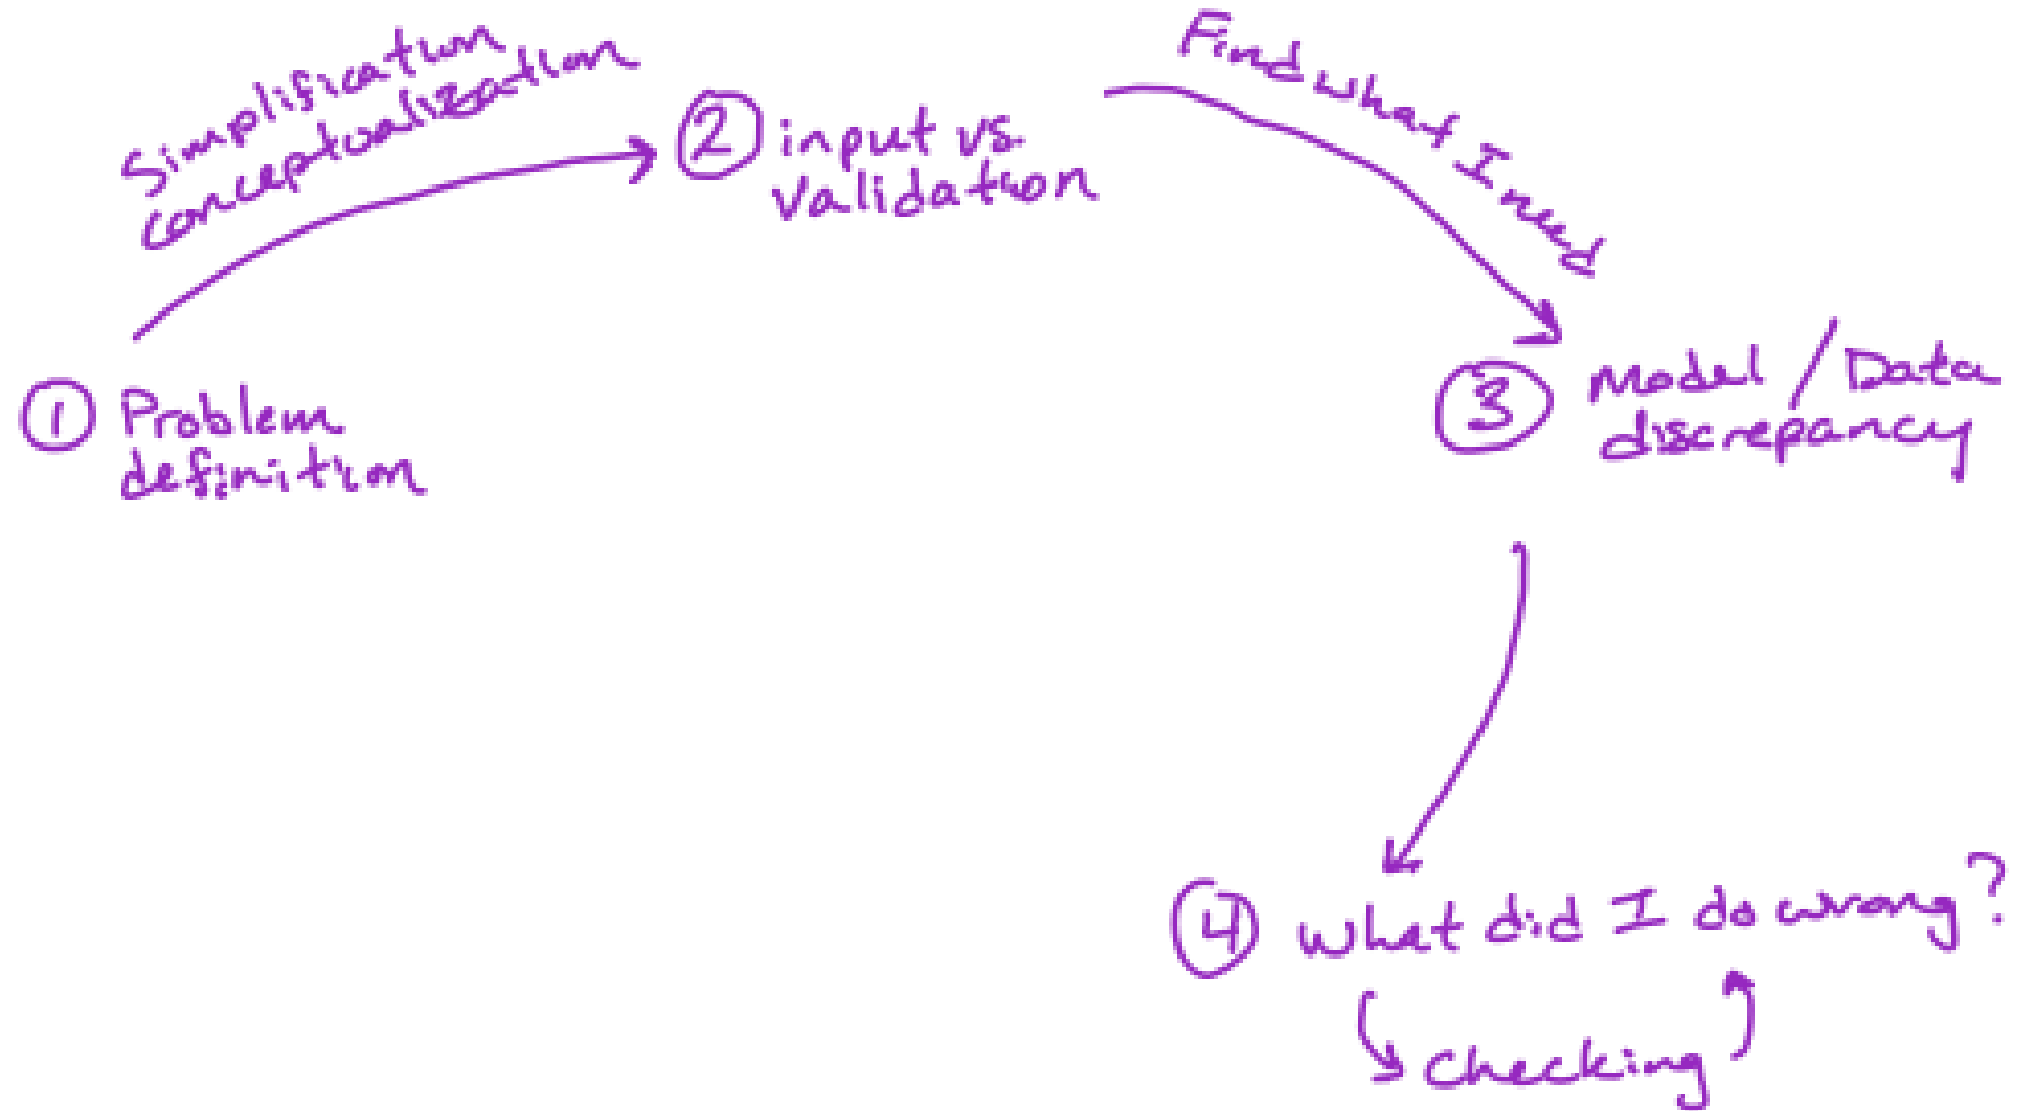 Simplification
conceptualization
① Problem
definition
② input vs.
validation
Find what I need
③ Model / Data
discrepancy
④ What did I do wrong?
checking